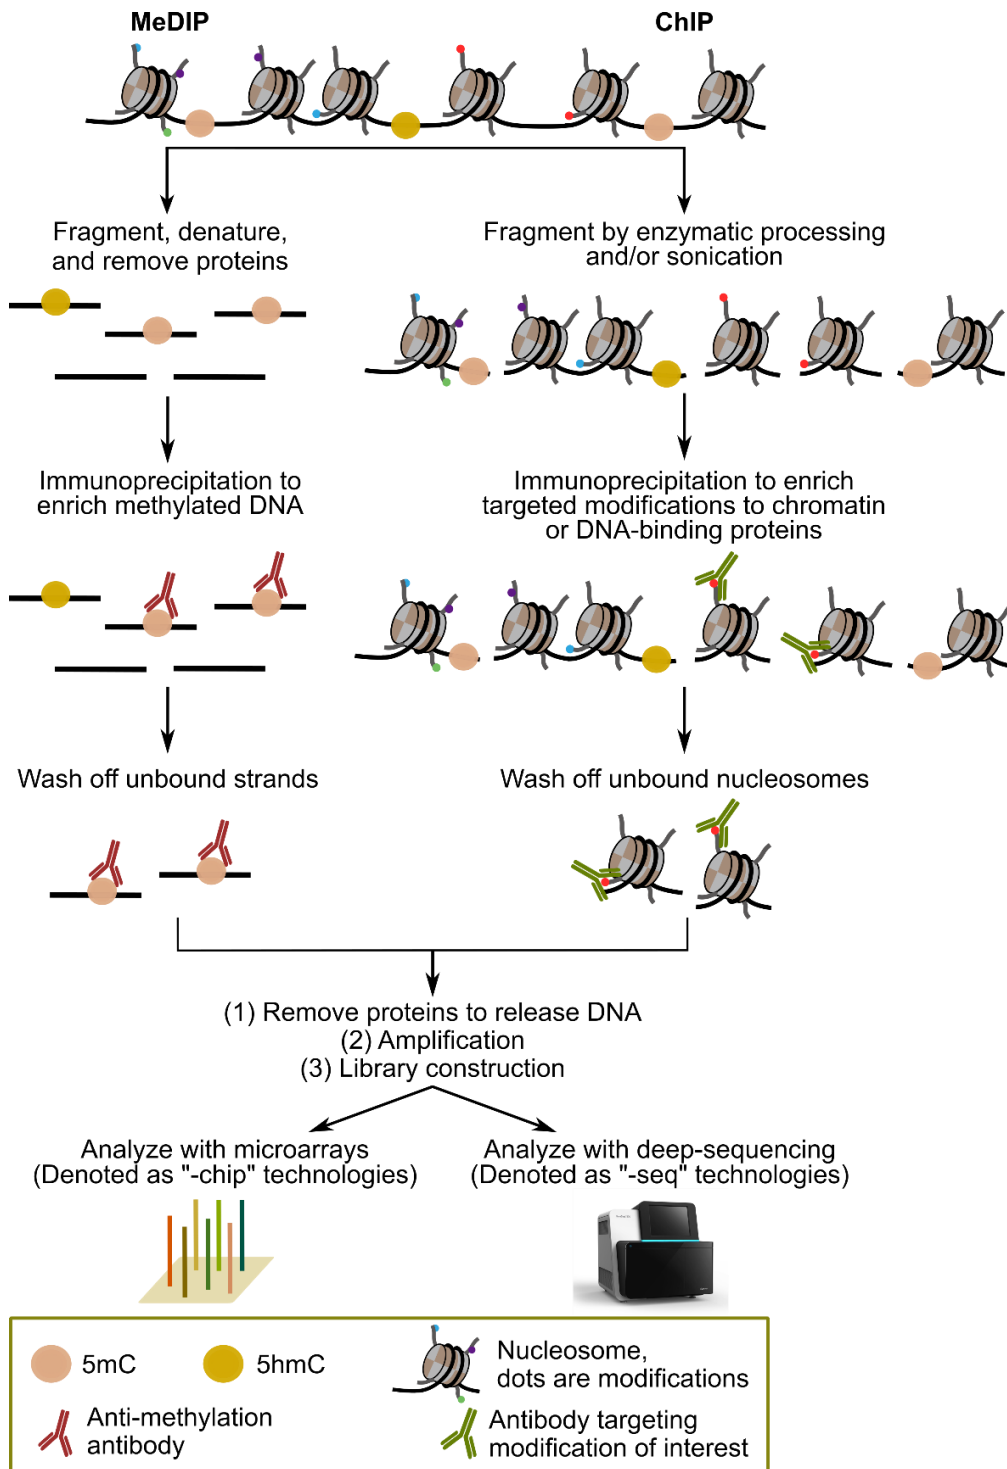 MeDIP
ChIP
Fragment, denature,
and remove proteins
Fragment by enzymatic processing
and/or sonication
Immunoprecipitation to
enrich methylated DNA
Immunoprecipitation to enrich
targeted modifications to chromatin
or DNA-binding proteins
Wash off unbound strands
Wash off unbound nucleosomes
(1) Remove proteins to release DNA
(2) Amplification
(3) Library construction
Analyze with microarrays
(Denoted as "-chip" technologies)
Analyze with deep-sequencing
(Denoted as "-seq" technologies)
5mC
5hmC
Nucleosome,
dots are modifications
Anti-methylation
antibody
Antibody targeting
modification of interest